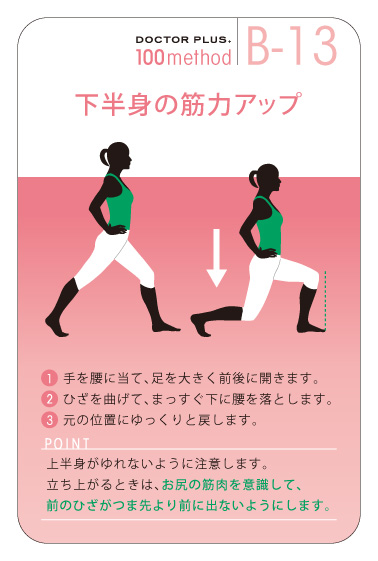 DOCTOR PLUS.
100method
B-13
下半身の筋力アップ
1 手を腰に当て、足を大きく前後に開きます。
2 ひざを曲げて、まっすぐ下に腰を落とします。
3 元の位置にゆっくりと戻します。
POINT
上半身がゆれないように注意します。
立ち上がるときは、お尻の筋肉を意識して、
前のひざがつま先より前に出ないようにします。